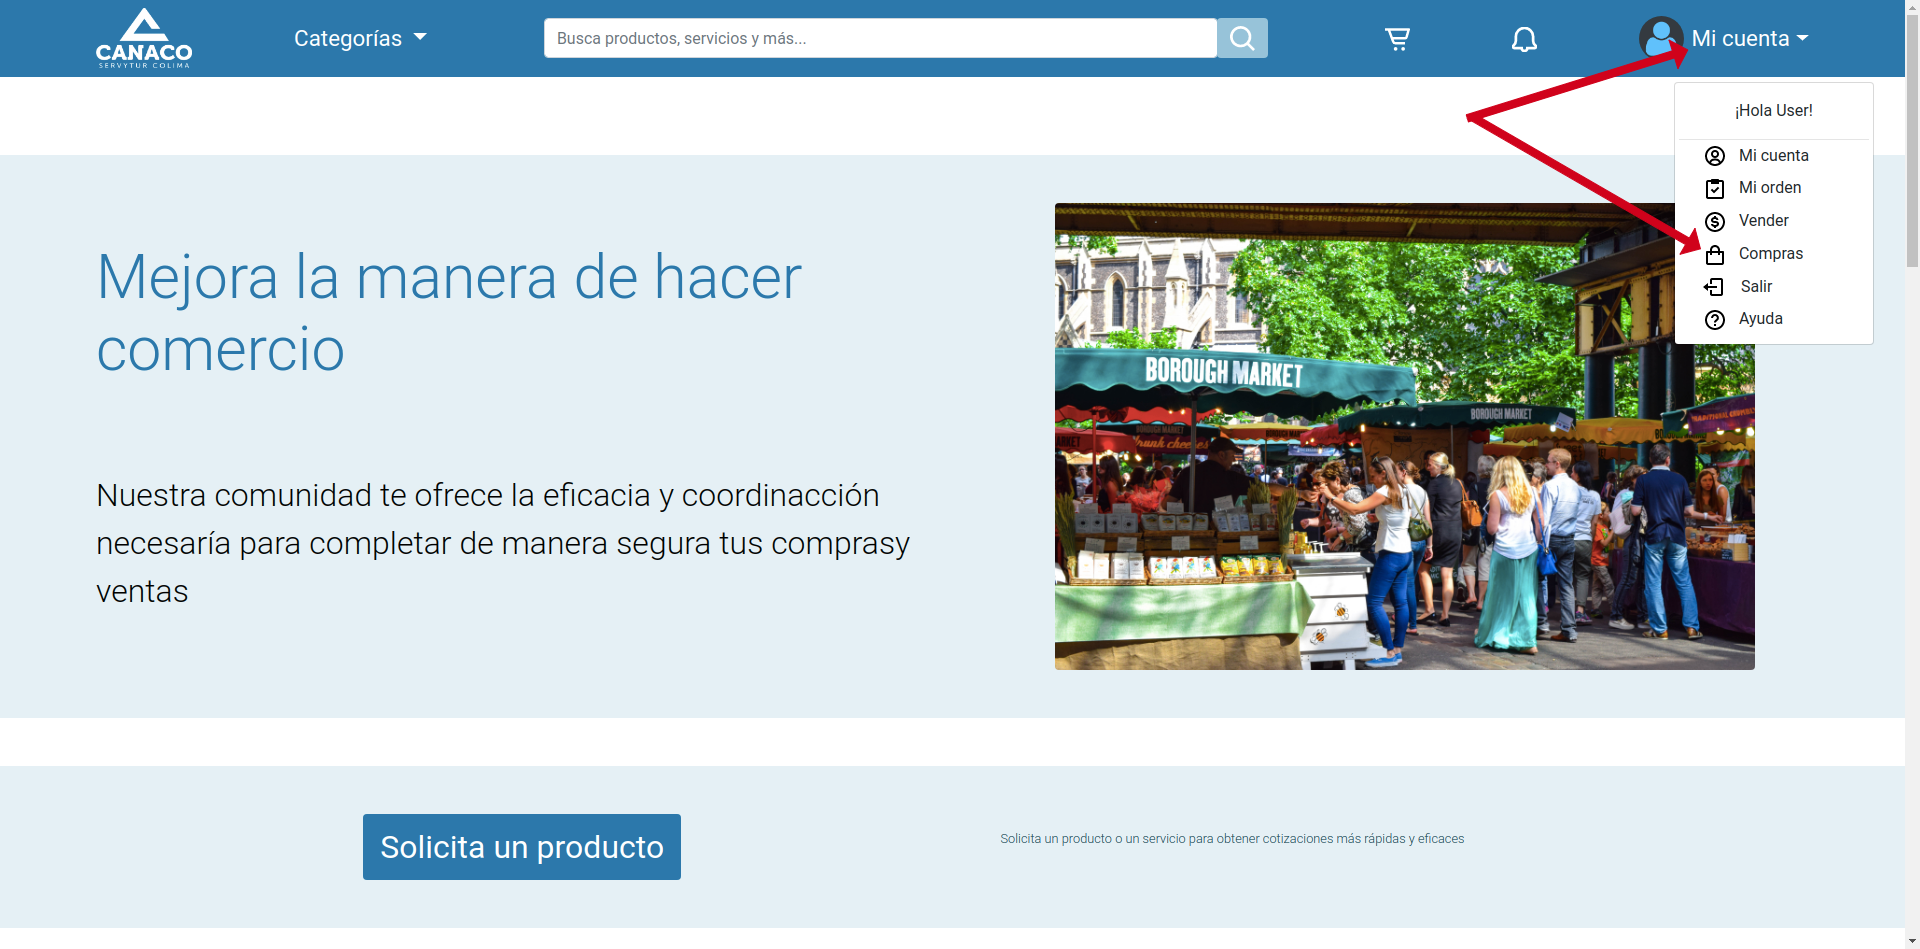 CANACO
SERVYTUR COLIMA
Categorías
Busca productos, servicios y más...
Mi cuenta
¡Hola User!
Mi cuenta
Mi orden
Vender
Compras
Salir
Ayuda
Mejora la manera de hacer
comercio
Nuestra comunidad te ofrece la eficacia y coordinacción
necesaría para completar de manera segura tus comprasy
ventas
BOROUGH MARKET
BOROUGH MARKET
Solicita un producto
Solicita un producto o un servicio para obtener cotizaciones más rápidas y eficaces